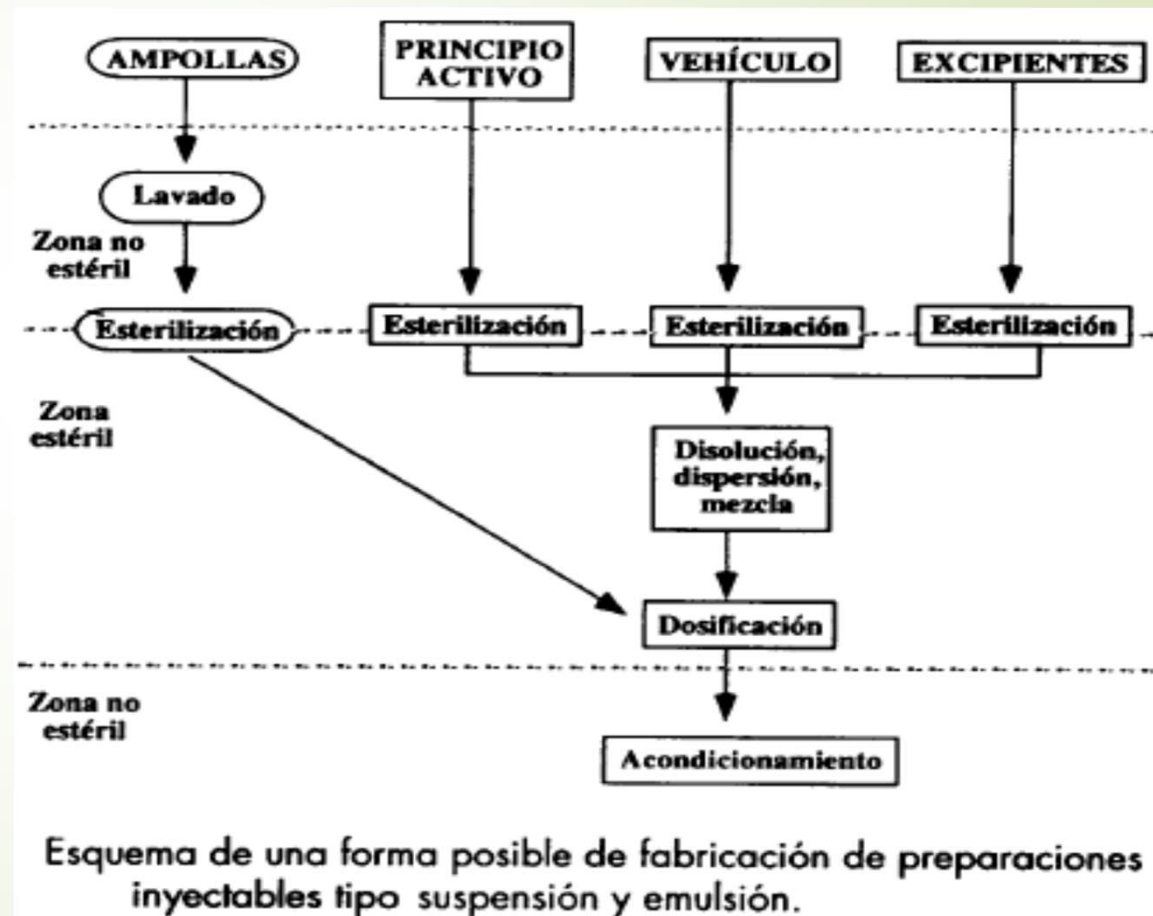 AMPOLLAS
PRINCIPIO
ACTIVO
VEHÍCULO
EXCIPIENTES
Lavado
Zona no
estéril
Esterilización
Esterilización
Esterilización
Esterilización
Zona
estéril
Disolución,
dispersión,
mezcla
Dosificación
Zona no
estéril
Acondicionamiento
Esquema de una forma posible de fabricación de preparaciones
inyectables tipo suspensión y emulsión.